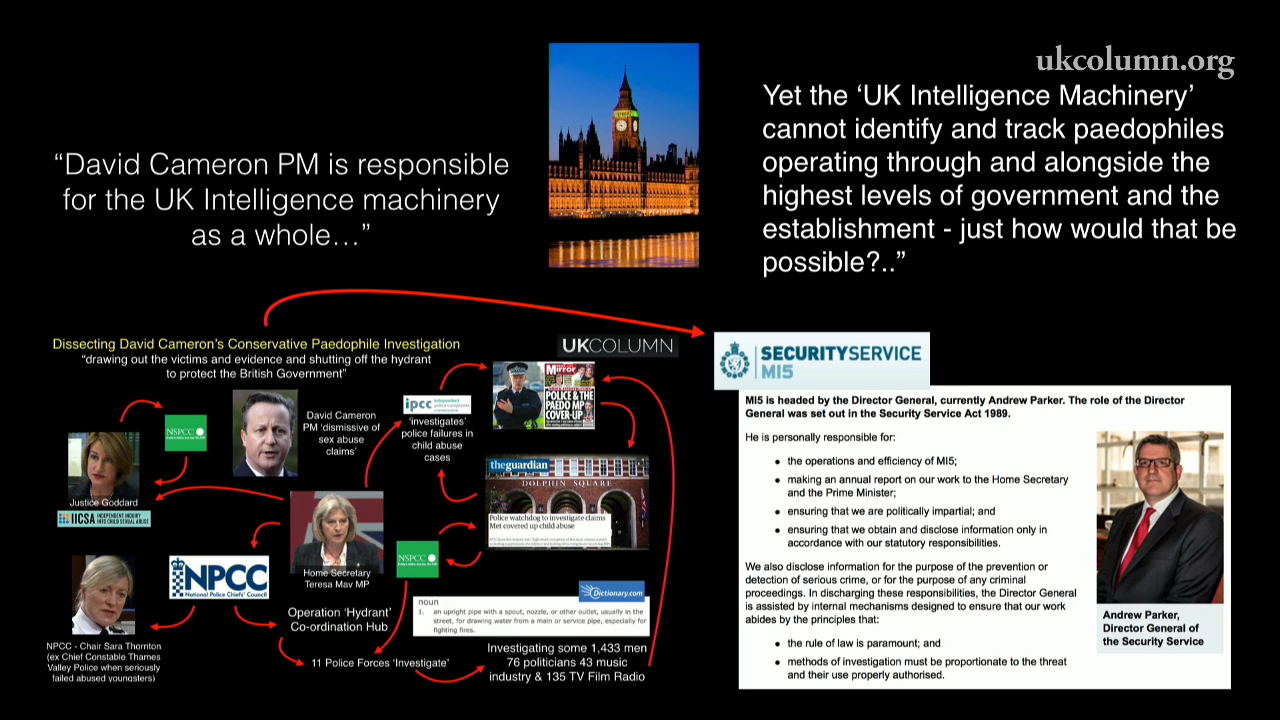 ukcolumn.org
“David Cameron PM is responsible
for the UK Intelligence machinery
as a whole…”
Yet the ‘UK Intelligence Machinery’
cannot identify and track paedophiles
operating through and alongside the
highest levels of government and the
establishment - just how would that be
possible?..”
Dissecting David Cameron’s Conservative Paedophile Investigation
“drawing out the victims and evidence and shutting off the hydrant
to protect the British Government”
UKCOLUMN
NSPCC
Justice Goddard
IICSA INDEPENDENT INQUIRY
INTO CHILD SEXUAL ABUSE
David Cameron
PM ‘dismissive of
sex abuse
claims’
ipcc independent
police complaints
commission
‘investigates’
police failures in
child abuse
cases
Mirror
POLICE &
THE
PAEDO MP
COVER-UP
theguardian
DOLPHIN SQUARE
Police watchdog to investigate claims
Met covered up child abuse
NPCC
National Police Chiefs’ Council
Home Secretary
Teresa May MP
NSPCC
NPCC - Chair Sara Thornton
(ex Chief Constable Thames
Valley Police when seriously
failed abused youngsters)
Operation ‘Hydrant’
Co-ordination Hub
11 Police Forces ‘Investigate’
Dictionary.com
noun
1. an upright pipe with a spout, nozzle, or other outlet, usually in the
street, for drawing water from a main or service pipe, especially for
fighting fires.
Investigating some 1,433 men
76 politicians 43 music
industry & 135 TV Film Radio
SECURITY SERVICE
MI5
MI5 is headed by the Director General, currently Andrew Parker. The role of the Director
General was set out in the Security Service Act 1989.
He is personally responsible for:
• the operations and efficiency of MI5;
• making an annual report on our work to the Home Secretary
and the Prime Minister;
• ensuring that we are politically impartial; and
• ensuring that we obtain and disclose information only in
accordance with our statutory responsibilities.
We also disclose information for the purpose of the prevention or
detection of serious crime, or for the purpose of any criminal
proceedings. In discharging these responsibilities, the Director General
is assisted by internal mechanisms designed to ensure that our work
abides by the principles that:
• the rule of law is paramount; and
• methods of investigation must be proportionate to the threat
and their use properly authorised.
Andrew Parker,
Director General of
the Security Service